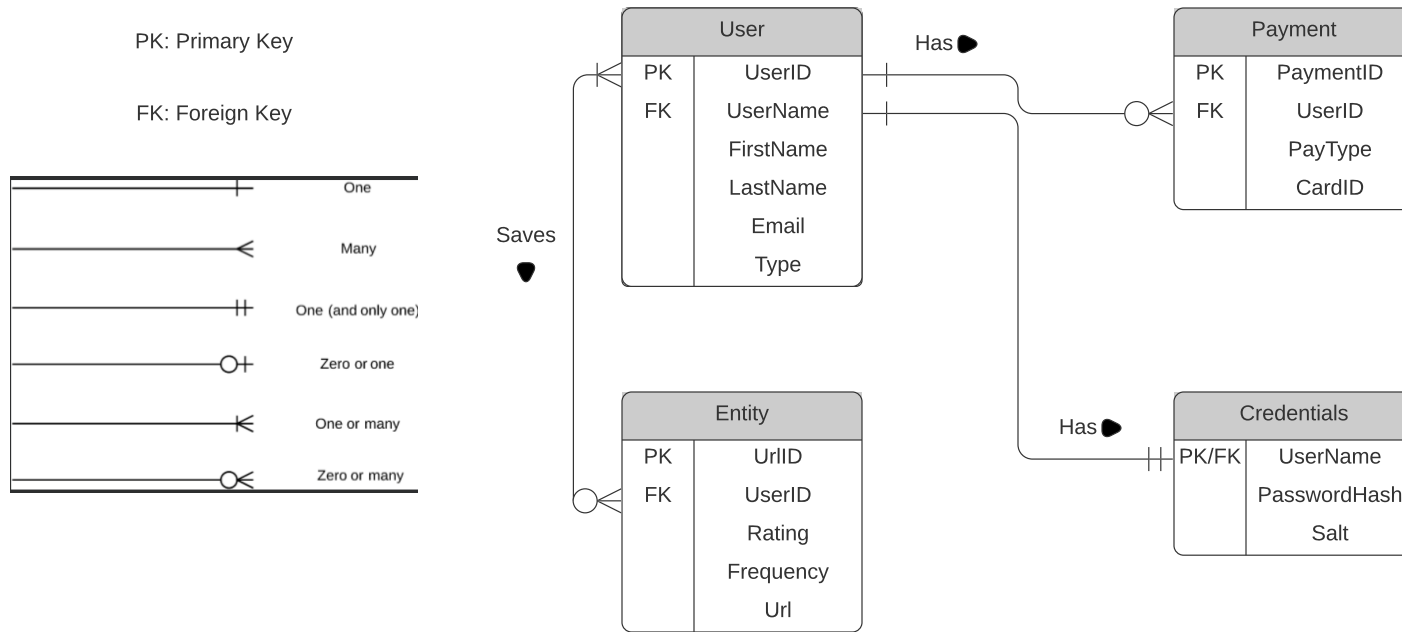 PK: Primary Key
FK: Foreign Key
One
Many
One (and only one)
Zero or one
One or many
Zero or many
Saves
User
PK UserID
FK UserName
FirstName
LastName
Email
Type
Has
Payment
PK PaymentID
FK UserID
PayType
CardID
Entity
PK UrlID
FK UserID
Rating
Frequency
Url
Has
Credentials
PK/FK UserName
PasswordHash
Salt